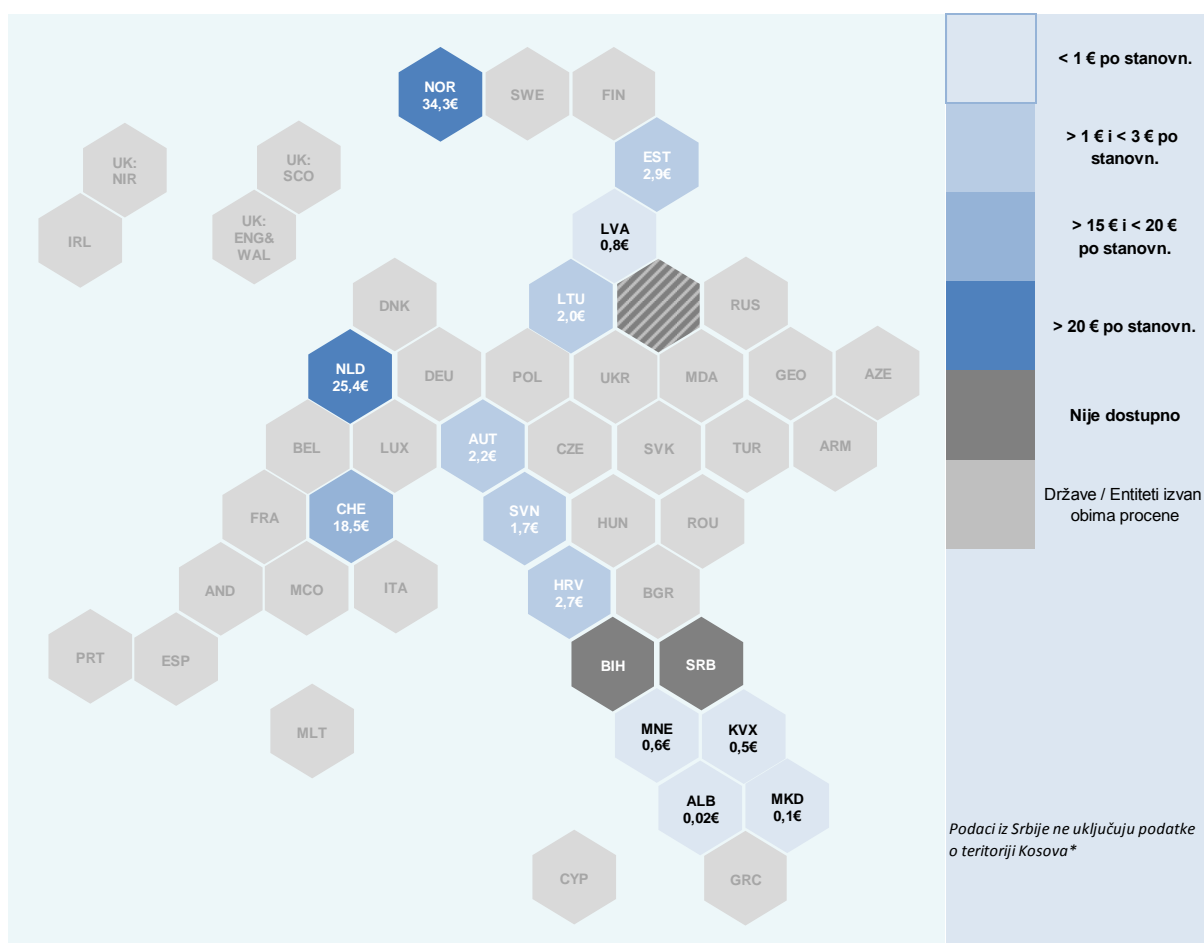 NOR
34,3€
SWE
FIN
UK:
NIR
UK:
SCO
EST
2,9€
IRL
UK:
ENG&
WAL
LVA
0,8€
DNK
LTU
2,0€
RUS
NLD
25,4€
DEU
POL
UKR
MDA
GEO
AZE
BEL
LUX
AUT
2,2€
CZE
SVK
TUR
ARM
FRA
CHE
18,5€
SVN
1,7€
HUN
ROU
AND
MCO
ITA
HRV
2,7€
BGR
PRT
ESP
BIH
SRB
MLT
MNE
0,6€
KVX
0,5€
ALB
0,02€
MKD
0,1€
CYP
GRC
< 1 € po stanovn.
> 1 € i < 3 € po
stanovn.
> 15 € i < 20 €
po stanovn.
> 20 € po stanovn.
Nije dostupno
Države / Entiteti izvan
obima procene
Podaci iz Srbije ne uključuju podatke
o teritoriji Kosova*